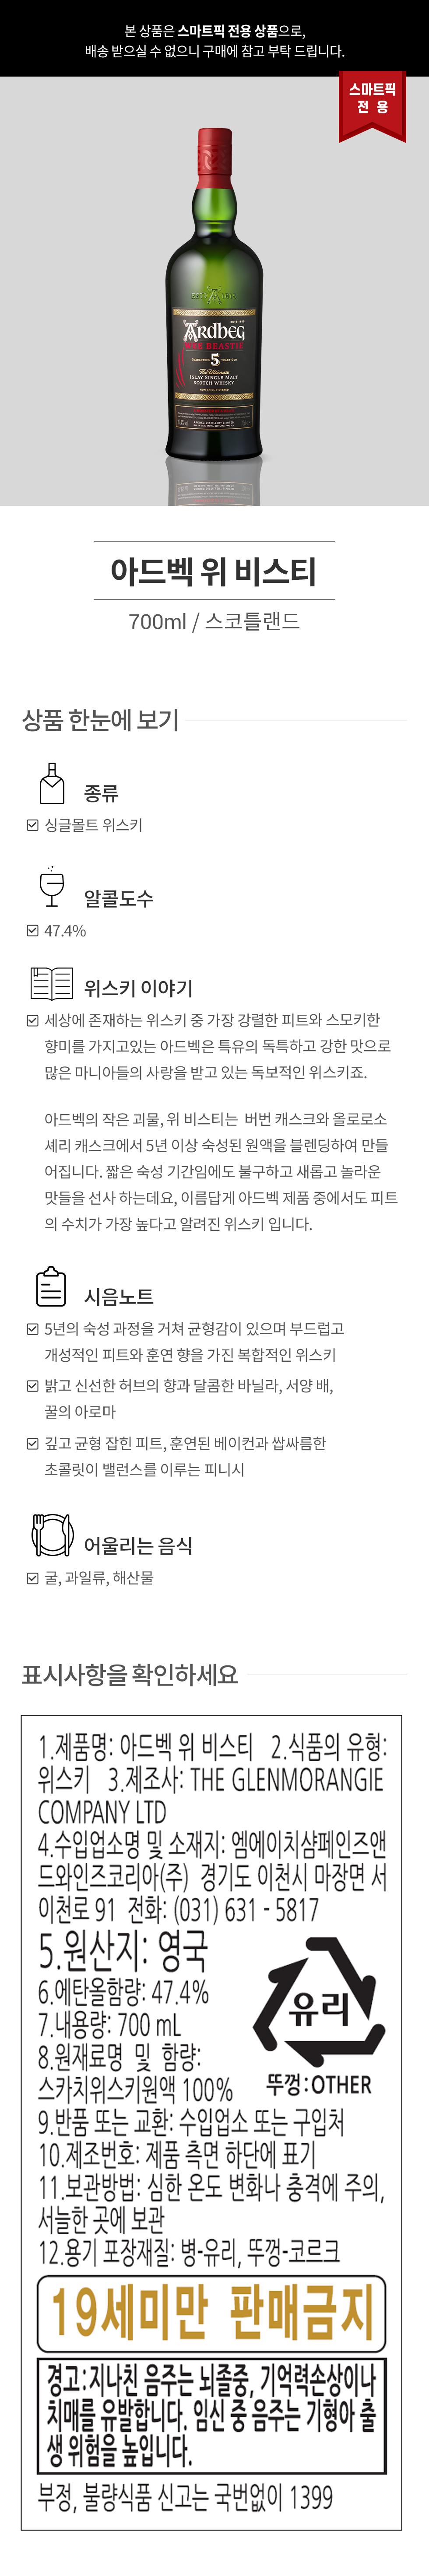 본 상품은 스마트픽 전용 상품으로,
배송 받으실 수 없으니 구매에 참고 부탁 드립니다.
스마트픽
전 용
ARDBEG
WEE BEASTIE
5
The Ultimate
ISLAY SINGLE MALT
SCOTCH WHISKY
아드벡 위 비스티
700ml / 스코틀랜드
상품 한눈에 보기
종류
싱글몰트 위스키
알콜도수
47.4%
위스키 이야기
세상에 존재하는 위스키 중 가장 강렬한 피트와 스모키한
향미를 가지고있는 아드벡은 특유의 독특하고 강한 맛으로
많은 마니아들의 사랑을 받고 있는 독보적인 위스키죠.
아드벡의 작은 괴물, 위 비스티는 버번 캐스크와 올로로소
셰리 캐스크에서 5년 이상 숙성된 원액을 블렌딩하여 만들
어집니다. 짧은 숙성 기간임에도 불구하고 새롭고 놀라운
맛들을 선사 하는데요, 이름답게 아드벡 제품 중에서도 피트
의 수치가 가장 높다고 알려진 위스키 입니다.
시음노트
5년의 숙성 과정을 거쳐 균형감이 있으며 부드럽고
개성적인 피트와 훈연 향을 가진 복합적인 위스키
밝고 신선한 허브의 향과 달콤한 바닐라, 서양 배,
꿀의 아로마
깊고 균형 잡힌 피트, 훈연된 베이컨과 쌉싸름한
초콜릿이 밸런스를 이루는 피니시
어울리는 음식
굴, 과일류, 해산물
표시사항을 확인하세요
1.제품명: 아드벡 위 비스티 2.식품의 유형:
위스키 3.제조사: THE GLENMORANGIE
COMPANY LTD
4.수입업소명 및 소재지: 엠에이치샴페인즈앤
드와인즈코리아(주) 경기도 이천시 마장면 서
이천로 91 전화: (031) 631 - 5817
5.원산지: 영국
6.에탄올함량: 47.4%
7.내용량: 700 mL
8.원재료명 및 함량:
스카치위스키원액 100%
유리
뚜껑:OTHER
9.반품 또는 교환: 수입업소 또는 구입처
10.제조번호: 제품 측면 하단에 표기
11.보관방법: 심한 온도 변화나 충격에 주의,
서늘한 곳에 보관
12.용기 포장재질: 병-유리, 뚜껑-코르크
19세미만 판매금지
경고:지나친 음주는 뇌졸중, 기억력손상이나
치매를 유발합니다. 임신 중 음주는 기형아 출
생 위험을 높입니다.
부정, 불량식품 신고는 국번없이 1399